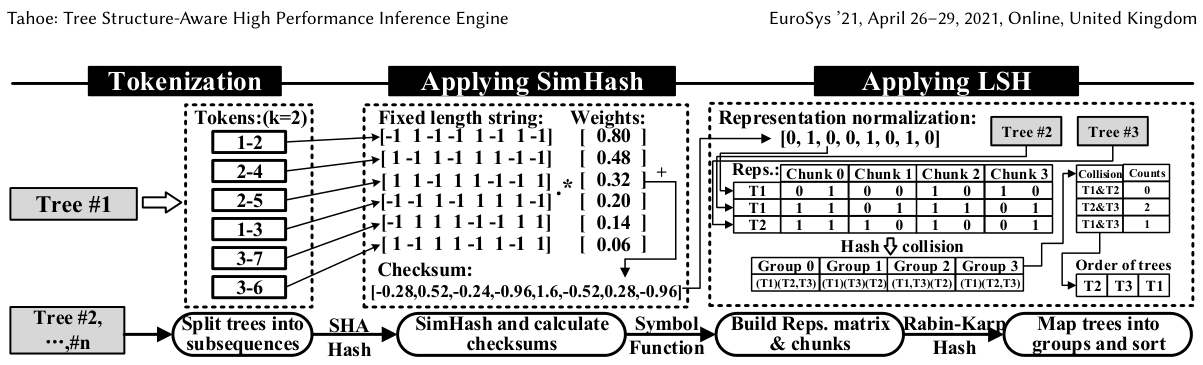 Tahoe: Tree Structure-Aware High Performance Inference Engine
EuroSys ’21, April 26–29, 2021, Online, United Kingdom
Tokenization
Applying SimHash
Applying LSH
Tree #1
Tokens:(k=2)
1-2
2-4
2-5
1-3
3-7
3-6
Fixed length string:
Weights:
[-1 1 -1 -1 1 -1 1 -1]
[ 0.80 ]
[ 1 -1 -1 -1 1 1 -1 -1]
[ 0.48 ]
[ 1 1 -1 -1 1 -1 -1 -1]
[ 0.32 ]
[-1 1 1 -1 1 -1 1 -1]
[ 0.20 ]
[-1 1 1 1 1 -1 -1 1]
[ 0.14 ]
[ 1 -1 -1 1 1 -1 -1 1]
[ 0.06 ]
.*
+
Checksum:
[-0.28,0.52,-0.24,-0.96,1.6,-0.52,0.28,-0.96]
Representation normalization:
[0, 1, 0, 0, 1, 0, 1, 0]
Tree #2
Tree #3
Reps.:
Chunk 0 Chunk 1 Chunk 2 Chunk 3
T1 0 1 0 0 1 0 1 0
T1 1 1 0 1 1 1 1 0
T2 1 1 1 0 1 0 0 1
Collision Counts
T1&T2 0
T2&T3 2
T1&T3 1
Hash collision
Group 0 Group 1 Group 2 Group 3
(T1)(T2,T3) (T1)(T3)(T2) (T1,T3)(T2) (T1)(T2,T3)
Order of trees
T2 T3 T1
Tree #2,
···,#n
Split trees into
subsequences
SHA
Hash
SimHash and calculate
checksums
Symbol
Function
Build Reps. matrix
& chunks
Rabin-Karp
Hash
Map trees into
groups and sort